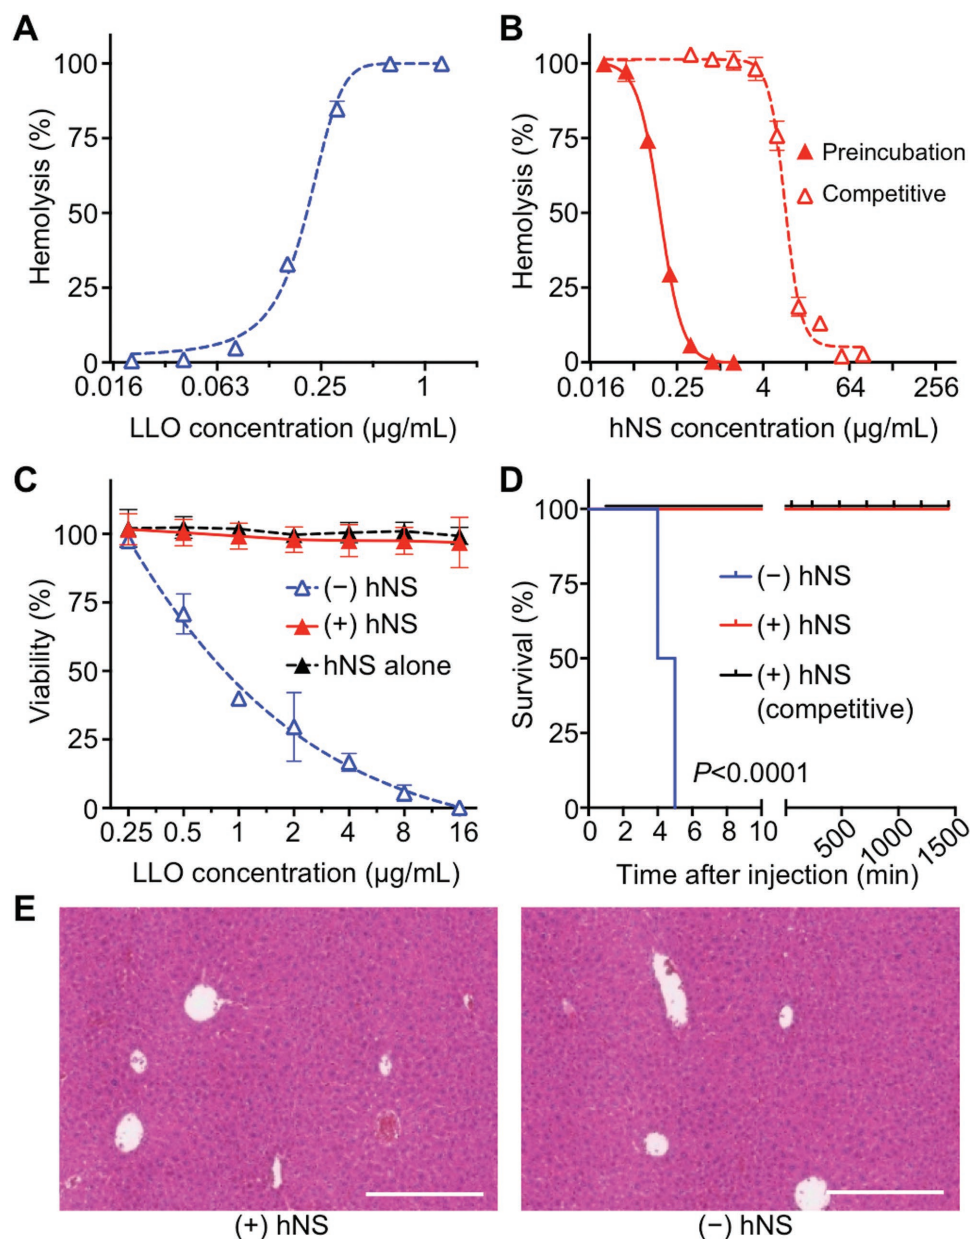 A
Hemolysis (%)
100
75
50
25
0
0.016 0.063 0.25 1
LLO concentration (µg/mL)
B
Hemolysis (%)
100
75
50
25
0
Preincubation
Competitive
0.016 0.25 4 64 256
hNS concentration (µg/mL)
C
Viability (%)
100
75
50
25
0
(−) hNS
(+) hNS
hNS alone
0.25 0.5 1 2 4 8 16
LLO concentration (µg/mL)
D
Survival (%)
100
75
50
25
0
(−) hNS
(+) hNS
(+) hNS
(competitive)
P<0.0001
0 2 4 6 8 10 500 1000 1500
Time after injection (min)
E
(+) hNS
(−) hNS